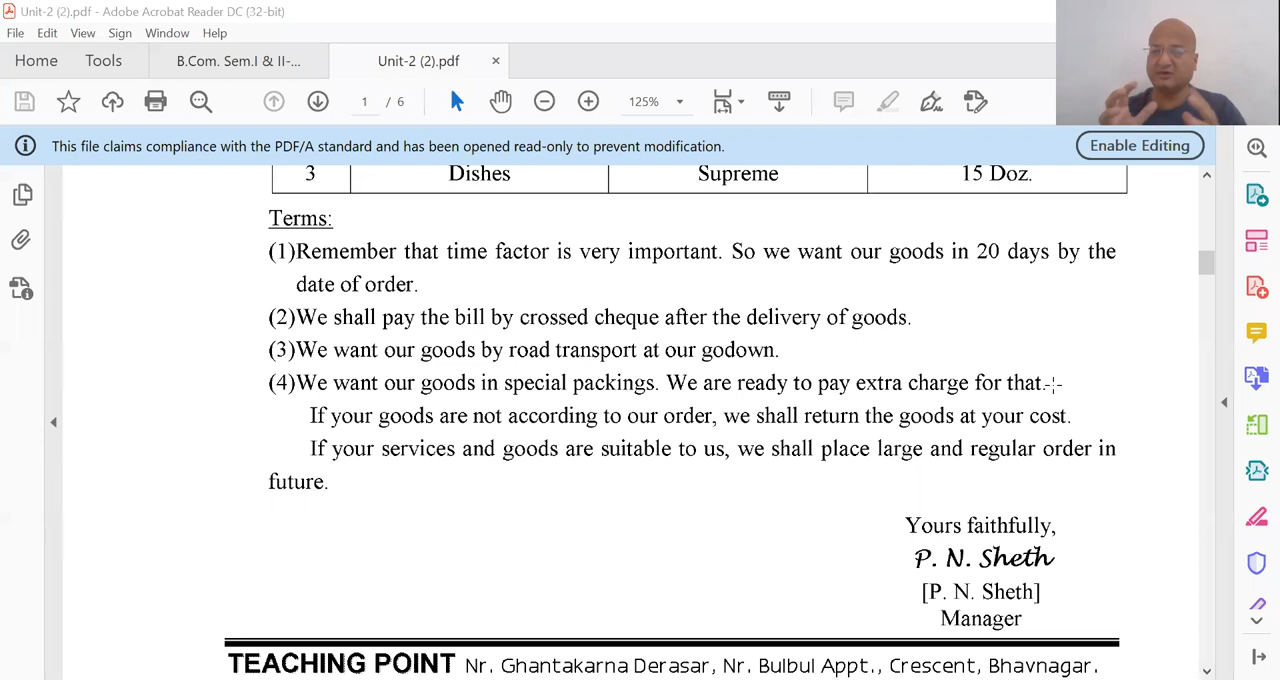 Unit-2 (2).pdf - Adobe Acrobat Reader DC (32-bit)
File Edit View Sign Window Help
Home Tools B.Com. Sem.I & II-... Unit-2 (2).pdf ×
1 / 6 125%
This file claims compliance with the PDF/A standard and has been opened read-only to prevent modification. Enable Editing
3 Dishes Supreme 15 Doz.
Terms:
(1)Remember that time factor is very important. So we want our goods in 20 days by the
date of order.
(2)We shall pay the bill by crossed cheque after the delivery of goods.
(3)We want our goods by road transport at our godown.
(4)We want our goods in special packings. We are ready to pay extra charge for that.
If your goods are not according to our order, we shall return the goods at your cost.
If your services and goods are suitable to us, we shall place large and regular order in
future.
Yours faithfully,
P. N. Sheth
[P. N. Sheth]
Manager
TEACHING POINT Nr. Ghantakarna Derasar, Nr. Bulbul Appt., Crescent, Bhavnagar.